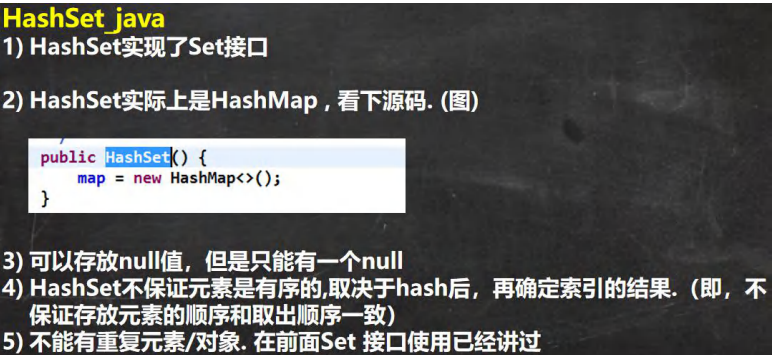 HashSet_java
1) HashSet实现了Set接口
2) HashSet实际上是HashMap , 看下源码. (图)
public HashSet() {
map = new HashMap<>();
}
3) 可以存放null值，但是只能有一个null
4) HashSet不保证元素是有序的,取决于hash后，再确定索引的结果.（即，不
保证存放元素的顺序和取出顺序一致）
5) 不能有重复元素/对象. 在前面Set 接口使用已经讲过